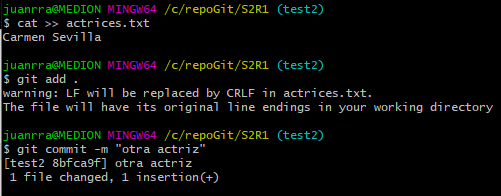 juanrra@MEDION MINGW64 /c/repoGit/S2R1 (test2)
$ cat >> actrices.txt
Carmen Sevilla
juanrra@MEDION MINGW64 /c/repoGit/S2R1 (test2)
$ git add .
warning: LF will be replaced by CRLF in actrices.txt.
The file will have its original line endings in your working directory
juanrra@MEDION MINGW64 /c/repoGit/S2R1 (test2)
$ git commit -m "otra actriz"
[test2 8bfca9f] otra actriz
 1 file changed, 1 insertion(+)